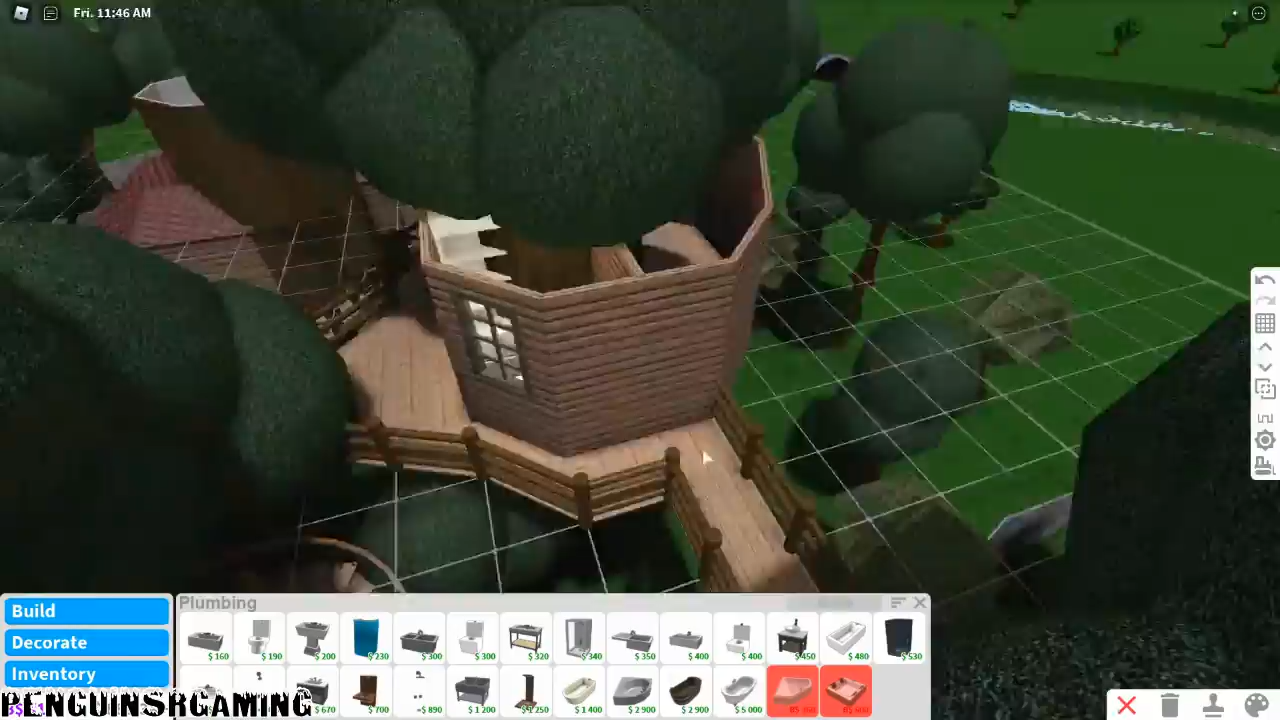 Fri. 11:46 AM
Plumbing
Build
Decorate
Inventory
$ 160
$ 190
$ 200
$ 230
$ 300
$ 300
$ 320
$ 340
$ 350
$ 400
$ 400
$ 450
$ 480
$ 530
$ 670
$ 700
$ 890
$ 1 200
$ 1 250
$ 1 400
$ 2 900
$ 2 900
$ 5 000
PENGUINSRGAMING